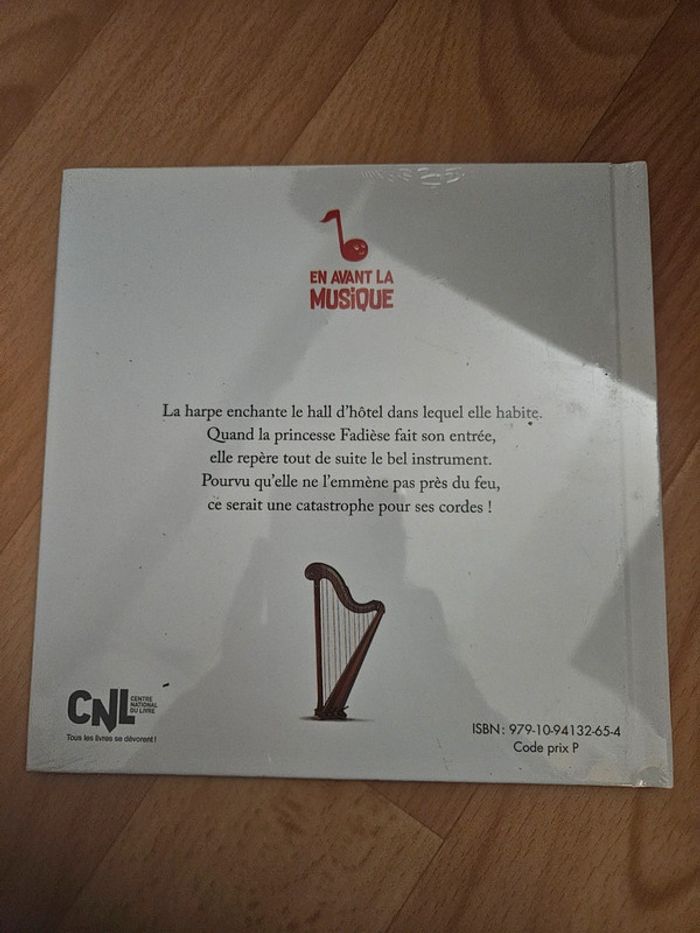 EN AVANT LA
MUSiQUE
La harpe enchante le hall d'hôtel dans lequel elle habite.
Quand la princesse Fadièse fait son entrée,
elle repère tout de suite le bel instrument.
Pourvu qu'elle ne l'emmène pas près du feu,
ce serait une catastrophe pour ses cordes !
CNL CENTRE
NATIONAL
DU LIVRE
Tous les livres se dévorent !
ISBN : 979-10-94132-65-4
Code prix P